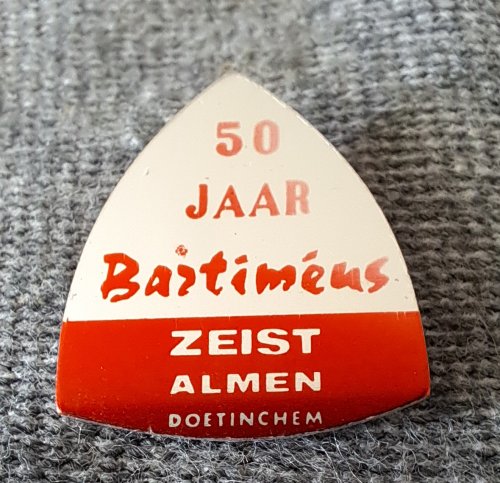 50
JAAR
Bartiméus
ZEIST
ALMEN
DOETINCHEM